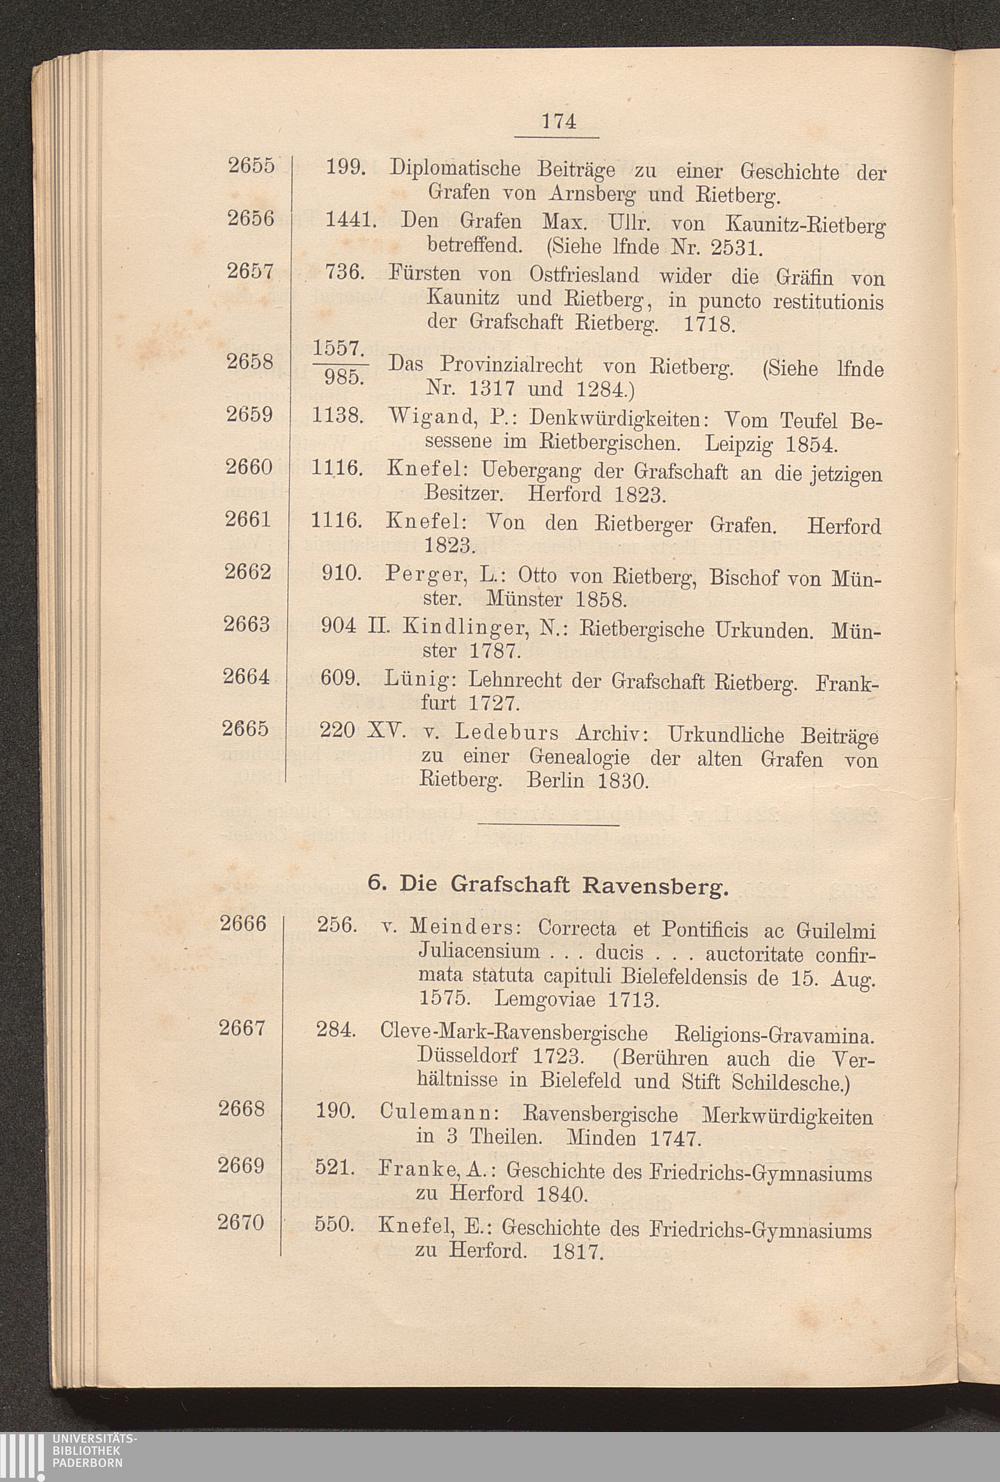 174
2655 199. Diplomatische Beiträge zu einer Geschichte der
Grafen von Arnsberg und Rietberg.
2656 1441. Den Grafen Max. Ullr. von Kaunitz-Rietberg
betreffend. (Siehe lfnde Nr. 2531.
2657 736. Fürsten von Ostfriesland wider die Gräfin von
Kaunitz und Rietberg, in puncto restitutionis
der Grafschaft Rietberg. 1718.
1557.
2658 Das Provinzialrecht von Rietberg. (Siehe lfnde
985.
Nr. 1317 und 1284.)
2659 1138. Wigand, P.: Denkwürdigkeiten: Vom Teufel Be-
sessene im Rietbergischen. Leipzig 1854.
2660 1116. Knefel: Uebergang der Grafschaft an die jetzigen
Besitzer. Herford 1823.
2661 1116. Knefel: Von den Rietberger Grafen. Herford
1823.
2662 910. Perger, L.: Otto von Rietberg, Bischof von Mün-
ster. Münster 1858.
2663 904 II. Kindlinger, N.: Rietbergische Urkunden. Mün-
ster 1787.
2664 609. Lünig: Lehnrecht der Grafschaft Rietberg. Frank-
furt 1727.
2665 220 XV. v. Ledeburs Archiv: Urkundliche Beiträge
zu einer Genealogie der alten Grafen von
Rietberg. Berlin 1830.
6. Die Grafschaft Ravensberg.
2666 256. v. Meinders: Correcta et Pontificis ac Guilelmi
Juliacensium . . . ducis . . . auctoritate confir-
mata statuta capituli Bielefeldensis de 15. Aug.
1575. Lemgoviae 1713.
2667 284. Cleve-Mark-Ravensbergische Religions-Gravamina.
Düsseldorf 1723. (Berühren auch die Ver-
hältnisse in Bielefeld und Stift Schildesche.)
2668 190. Culemann: Ravensbergische Merkwürdigkeiten
in 3 Theilen. Minden 1747.
2669 521. Franke, A.: Geschichte des Friedrichs-Gymnasiums
zu Herford 1840.
2670 550. Knefel, E.: Geschichte des Friedrichs-Gymnasiums
zu Herford. 1817.
UNIVERSITÄTS-
BIBLIOTHEK
PADERBORN